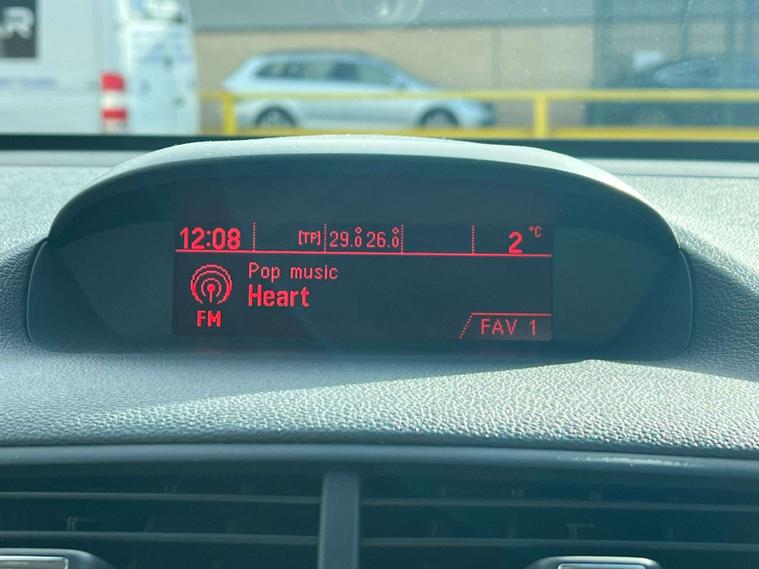 12:08 [TP] 29.0° 26.0° 2 °C
Pop music
Heart
FM
FAV 1